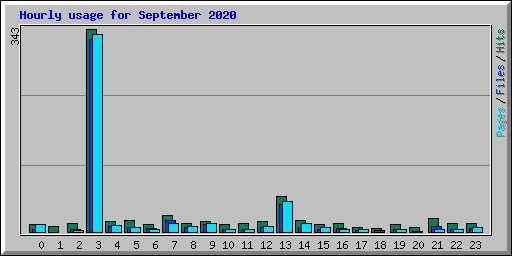 Hourly usage for September 2020
343
Pages/Files/Hits
0 1 2 3 4 5 6 7 8 9 10 11 12 13 14 15 16 17 18 19 20 21 22 23